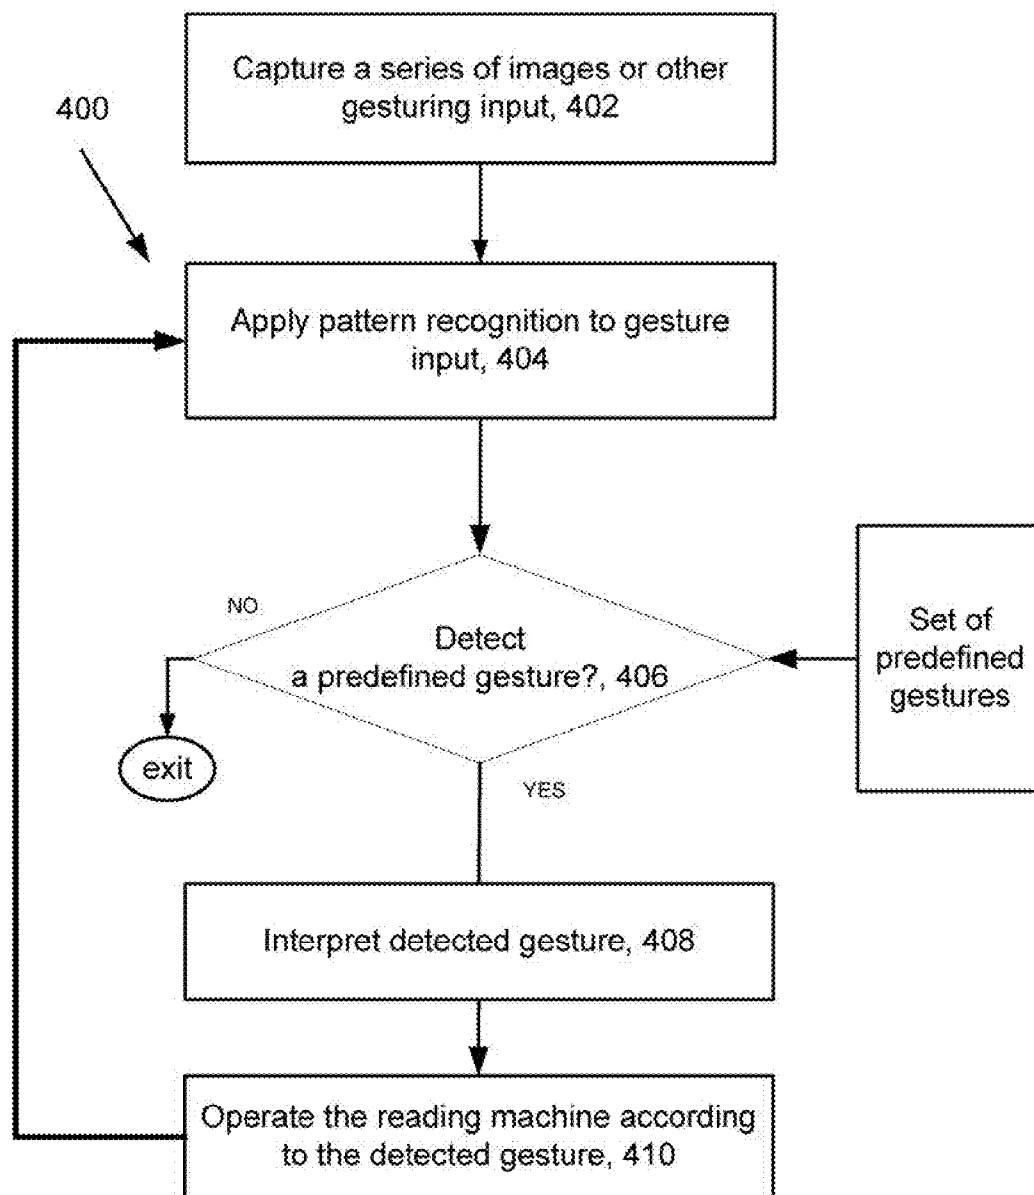 Capture a series of images or other
gesturing input, 402
400
Apply pattern recognition to gesture
input, 404
NO
Detect
a predefined gesture?, 406
Set of
predefined
gestures
exit
YES
Interpret detected gesture, 408
Operate the reading machine according
to the detected gesture, 410